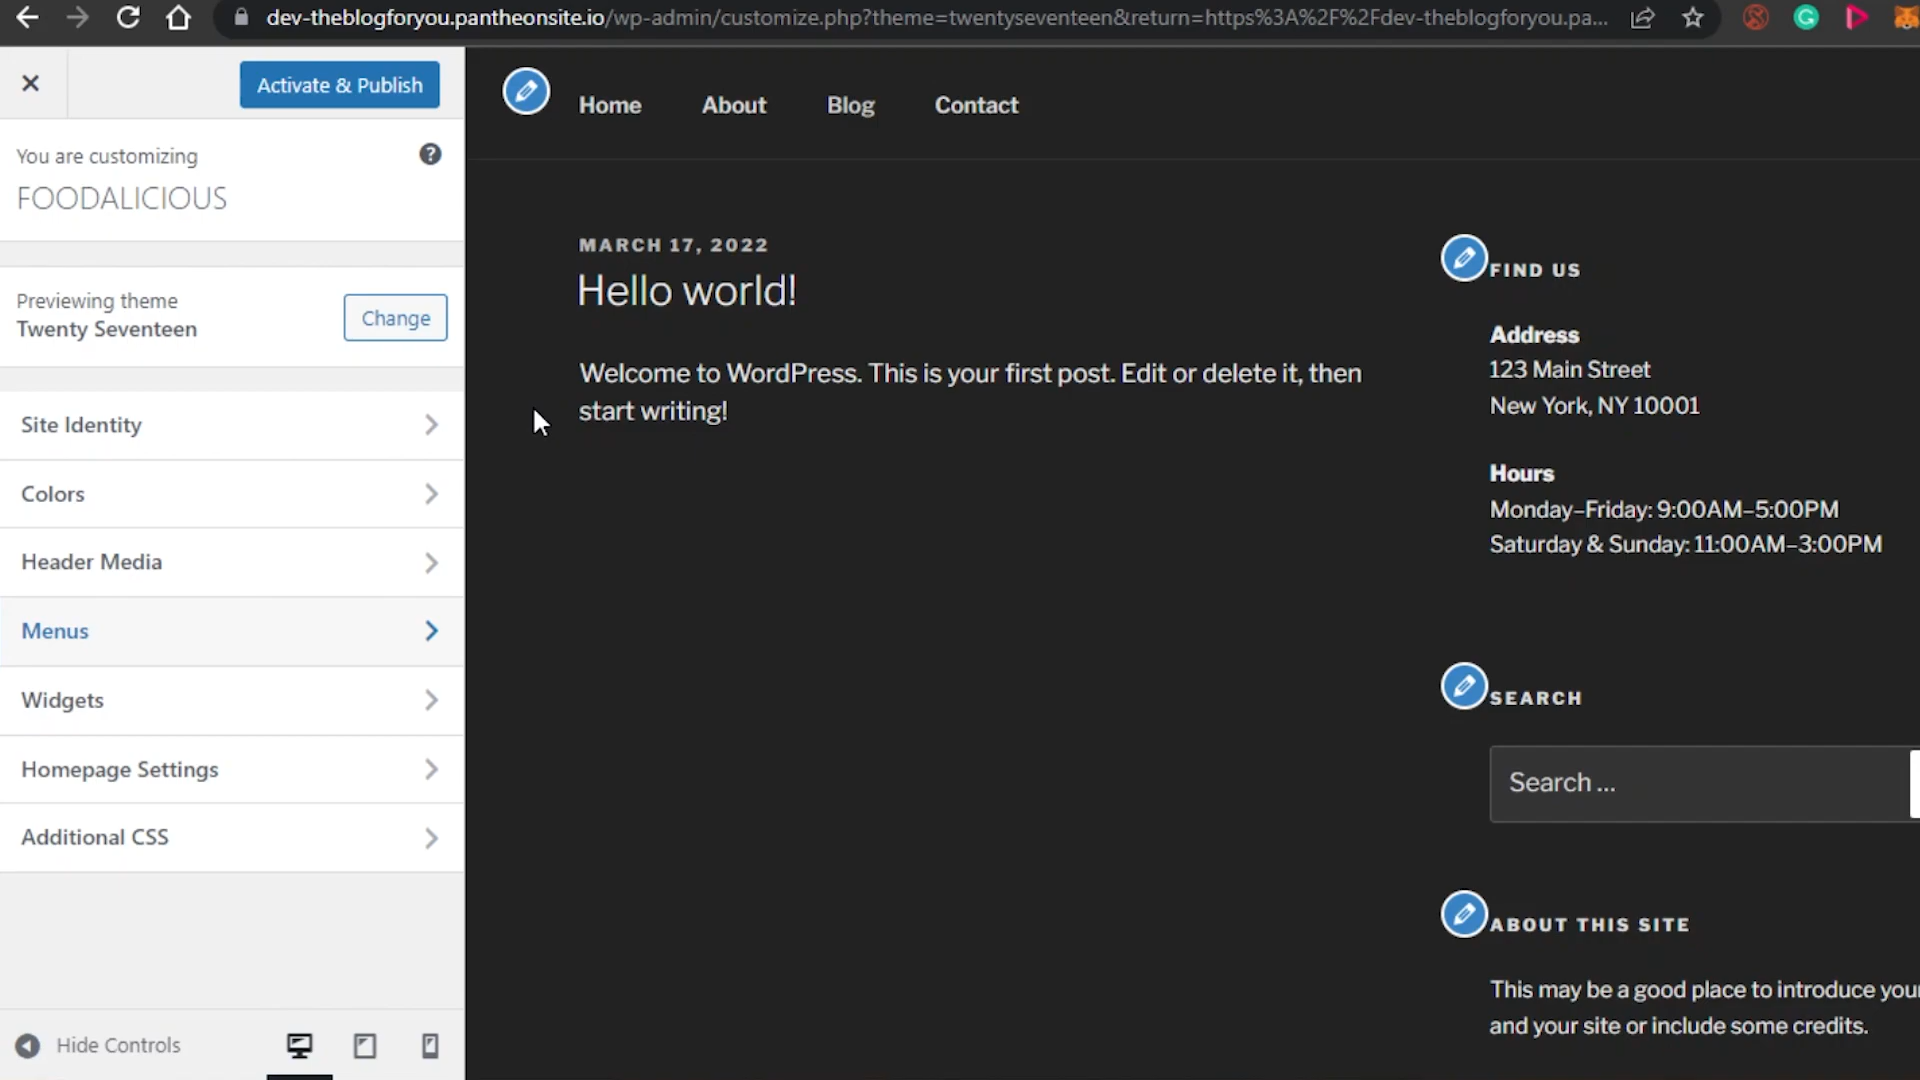 dev-theblogforyou.pantheonsite.io/wp-admin/customize.php?theme=twentyseventeen&return=https%3A%2F%2Fdev-theblogforyou.pa...
Activate & Publish
You are customizing
FOODALICIOUS
Previewing theme
Twenty Seventeen
Change
Site Identity
Colors
Header Media
Menus
Widgets
Homepage Settings
Additional CSS
Hide Controls
Home About Blog Contact
MARCH 17, 2022
Hello world!
Welcome to WordPress. This is your first post. Edit or delete it, then
start writing!
FIND US
Address
123 Main Street
New York, NY 10001
Hours
Monday–Friday: 9:00AM–5:00PM
Saturday & Sunday: 11:00AM–3:00PM
SEARCH
Search ...
ABOUT THIS SITE
This may be a good place to introduce your
and your site or include some credits.